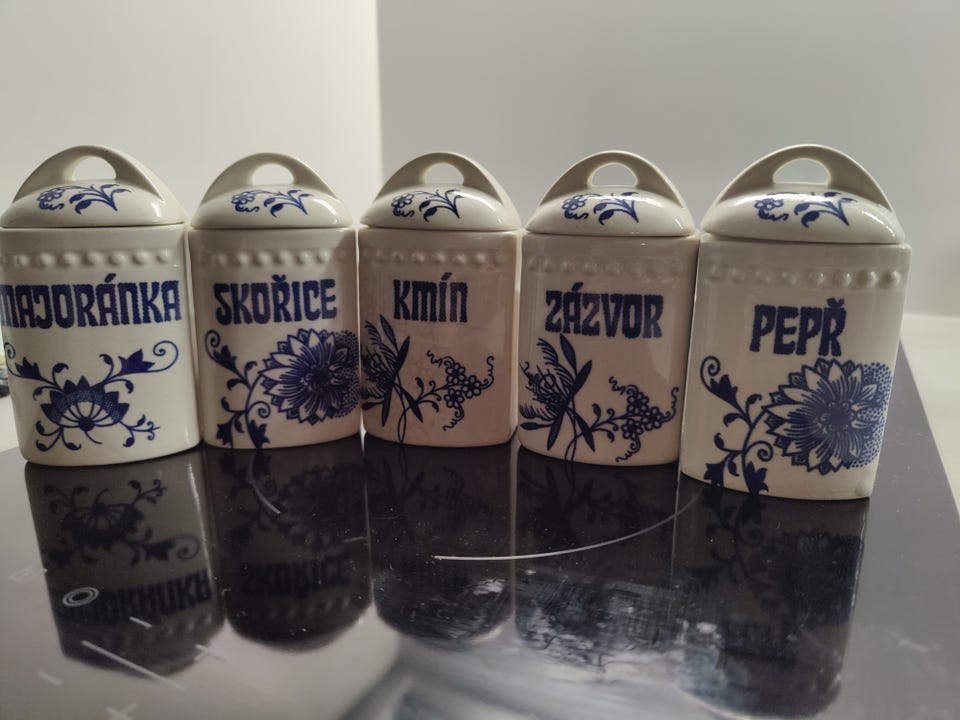 MAJORÁNKA
SKOŘICE
KMÍN
ZÁZVOR
PEPŘ